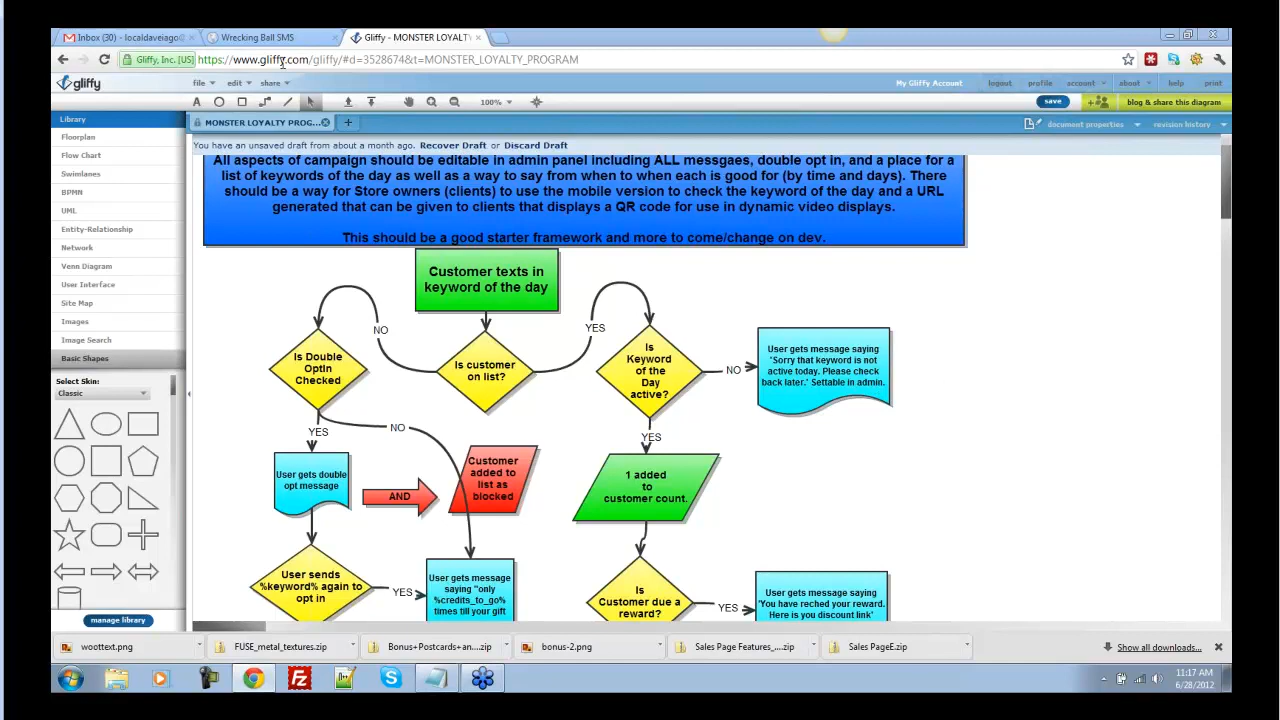 Inbox (30) - localdaveiago@
Wrecking Ball SMS
Gliffy - MONSTER LOYALTY
Gliffy, Inc. [US]
https://www.gliffy.com/gliffy/#d=3528674&t=MONSTER_LOYALTY_PROGRAM
gliffy
file
edit
share
My Gliffy Account
logout
profile
account
about
help
print
100%
save
blog & share this diagram
Library
MONSTER LOYALTY PROG...
document properties
revision history
You have an unsaved draft from about a month ago. Recover Draft or Discard Draft
Floorplan
Flow Chart
Swimlanes
BPMN
UML
Entity-Relationship
Network
Venn Diagram
User Interface
Site Map
Images
Image Search
Basic Shapes
Select Skin:
Classic
manage library
All aspects of campaign should be editable in admin panel including ALL messgaes, double opt in, and a place for a
list of keywords of the day as well as a way to say from when to when each is good for (by time and days). There
should be a way for Store owners (clients) to use the mobile version to check the keyword of the day and a URL
generated that can be given to clients that displays a QR code for use in dynamic video displays.
This should be a good starter framework and more to come/change on dev.
Customer texts in
keyword of the day
NO
YES
Is Double
OptIn
Checked
Is customer
on list?
Is
Keyword
of the
Day
active?
NO
User gets message saying
'Sorry that keyword is not
active today. Please check
back later.' Settable in admin.
YES
NO
YES
User gets double
opt message
AND
Customer
added to
list as
blocked
1 added
to
customer count.
User sends
%keyword% again to
opt in
YES
User gets message
saying "only
%credits_to_go%
times till your gift
Is
Customer due a
reward?
YES
User gets message saying
'You have reched your reward.
Here is you discount link"
woottext.png
FUSE_metal_textures.zip
Bonus+Postcards+an....zip
bonus-2.png
Sales Page Features_....zip
Sales PageE.zip
Show all downloads...
11:17 AM
6/28/2012